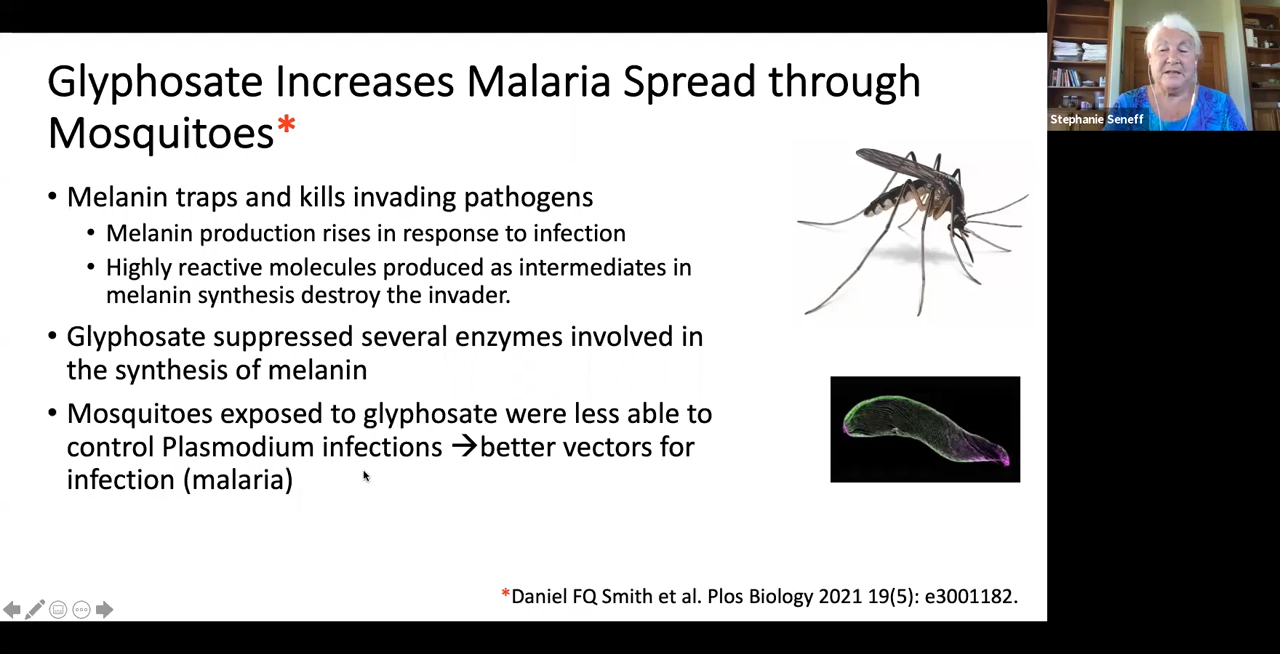 Glyphosate Increases Malaria Spread through
Mosquitoes*
• Melanin traps and kills invading pathogens
• Melanin production rises in response to infection
• Highly reactive molecules produced as intermediates in
melanin synthesis destroy the invader.
• Glyphosate suppressed several enzymes involved in
the synthesis of melanin
• Mosquitoes exposed to glyphosate were less able to
control Plasmodium infections →better vectors for
infection (malaria)
*Daniel FQ Smith et al. Plos Biology 2021 19(5): e3001182.
Stephanie Seneff